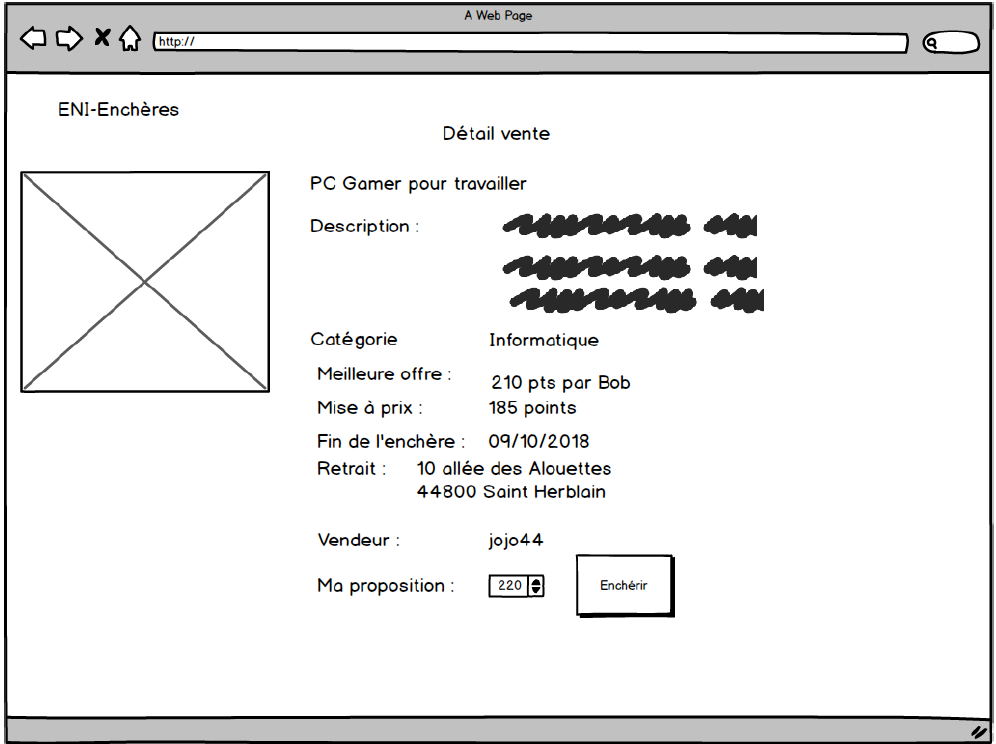 A Web Page
http://
ENI-Enchères
Détail vente
PC Gamer pour travailler
Description :
Catégorie Informatique
Meilleure offre : 210 pts par Bob
Mise à prix : 185 points
Fin de l'enchère : 09/10/2018
Retrait : 10 allée des Alouettes
44800 Saint Herblain
Vendeur : jojo44
Ma proposition : 220 Enchérir